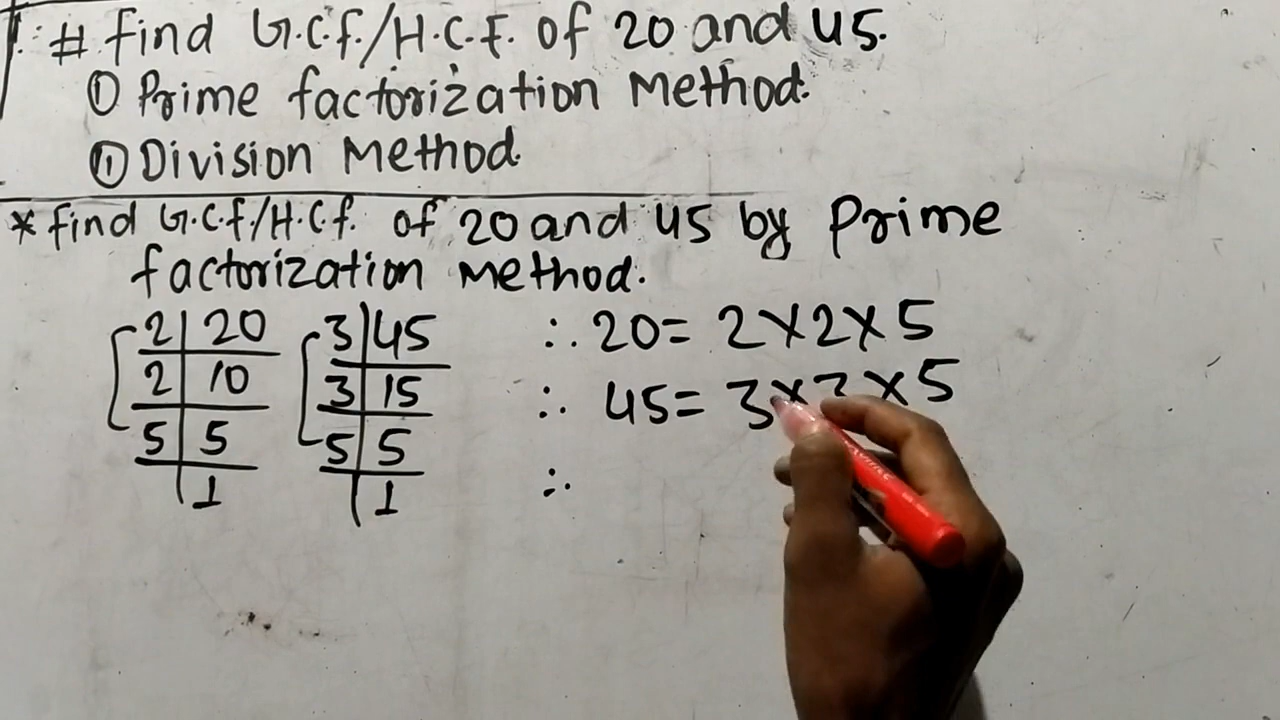 # Find G.C.F./H.C.F. of 20 and 45.
① Prime factorization Method.
① Division Method.
* Find G.C.F/H.C.F. of 20 and 45 by Prime
factorization Method.
2 | 20
2 | 10
5 | 5
| 1
3 | 45
3 | 15
5 | 5
| 1
∴ 20 = 2 × 2 × 5
∴ 45 = 3 × 3 × 5
∴